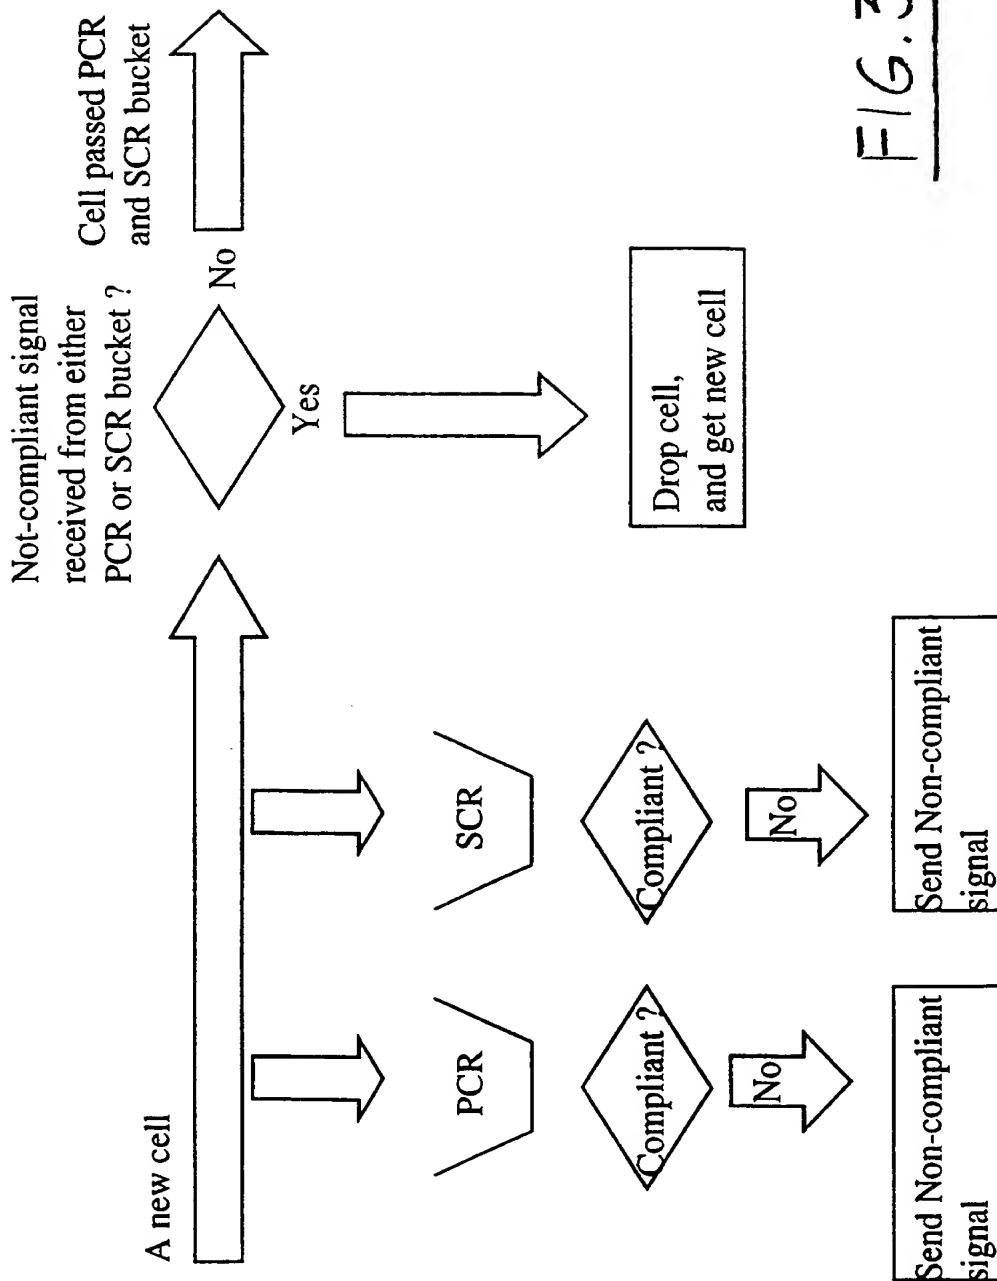 A new cell
PCR
Compliant ?
No
Send Non-compliant
signal
SCR
Compliant ?
No
Send Non-compliant
signal
Not-compliant signal
received from either
PCR or SCR bucket ?
Yes
No
Drop cell,
and get new cell
Cell passed PCR
and SCR bucket
FIG. 3